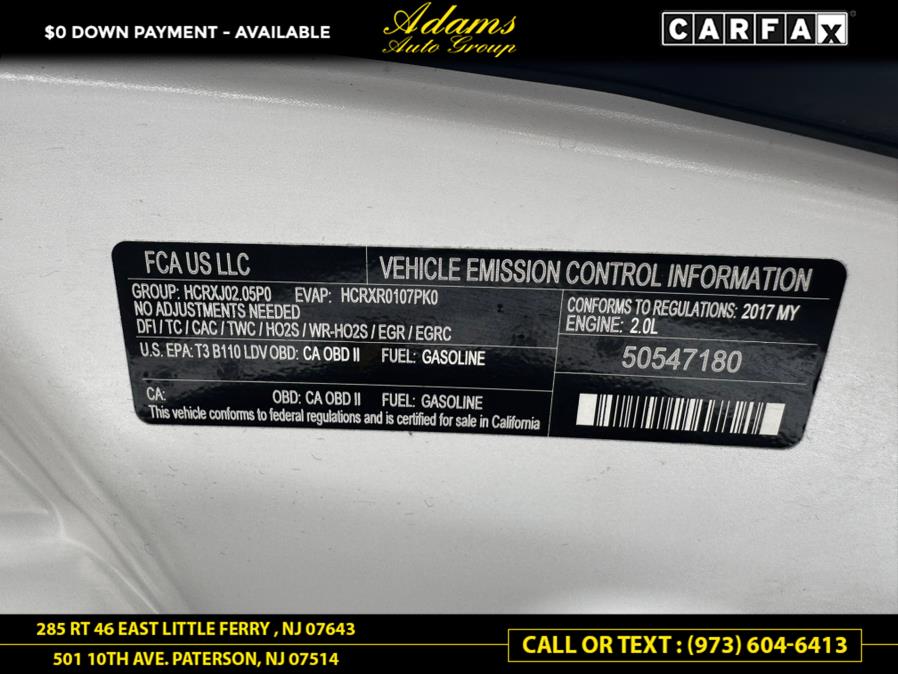 $0 DOWN PAYMENT - AVAILABLE
Adams
Auto Group
CARFAX
FCA US LLC
VEHICLE EMISSION CONTROL INFORMATION
GROUP: HCRXJ02.05P0 EVAP: HCRXR0107PK0
NO ADJUSTMENTS NEEDED
DFI / TC / CAC / TWC / HO2S / WR-HO2S / EGR / EGRC
CONFORMS TO REGULATIONS: 2017 MY
ENGINE: 2.0L
U.S. EPA: T3 B110 LDV OBD: CA OBD II FUEL: GASOLINE
50547180
CA: OBD: CA OBD II FUEL: GASOLINE
This vehicle conforms to federal regulations and is certified for sale in California
285 RT 46 EAST LITTLE FERRY , NJ 07643
501 10TH AVE. PATERSON, NJ 07514
CALL OR TEXT : (973) 604-6413